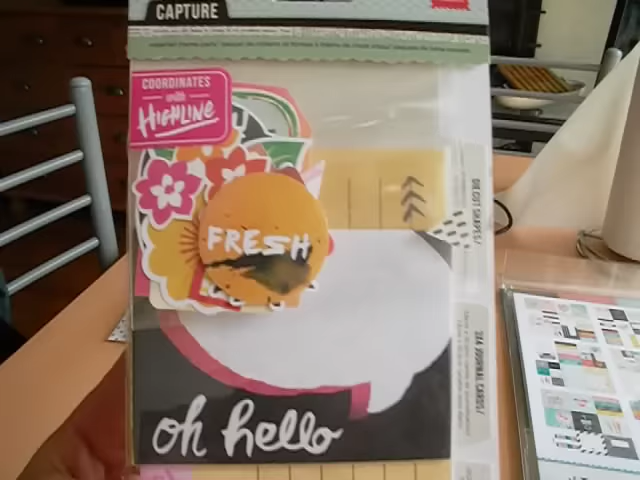 CAPTURE
COORDINATES
with
HIGHLINE
FRESH
DIE CUT SHAPES/
3X4 JOURNAL CARDS/
oh hello